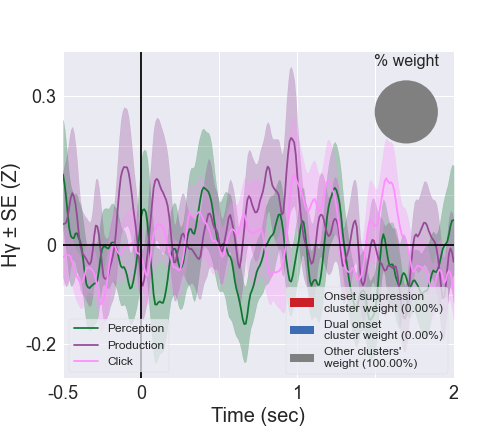 % weight
0.3
0
-0.2
Hγ ± SE (Z)
Perception
Production
Click
Onset suppression
cluster weight (0.00%)
Dual onset
cluster weight (0.00%)
Other clusters'
weight (100.00%)
-0.5
0
1
2
Time (sec)